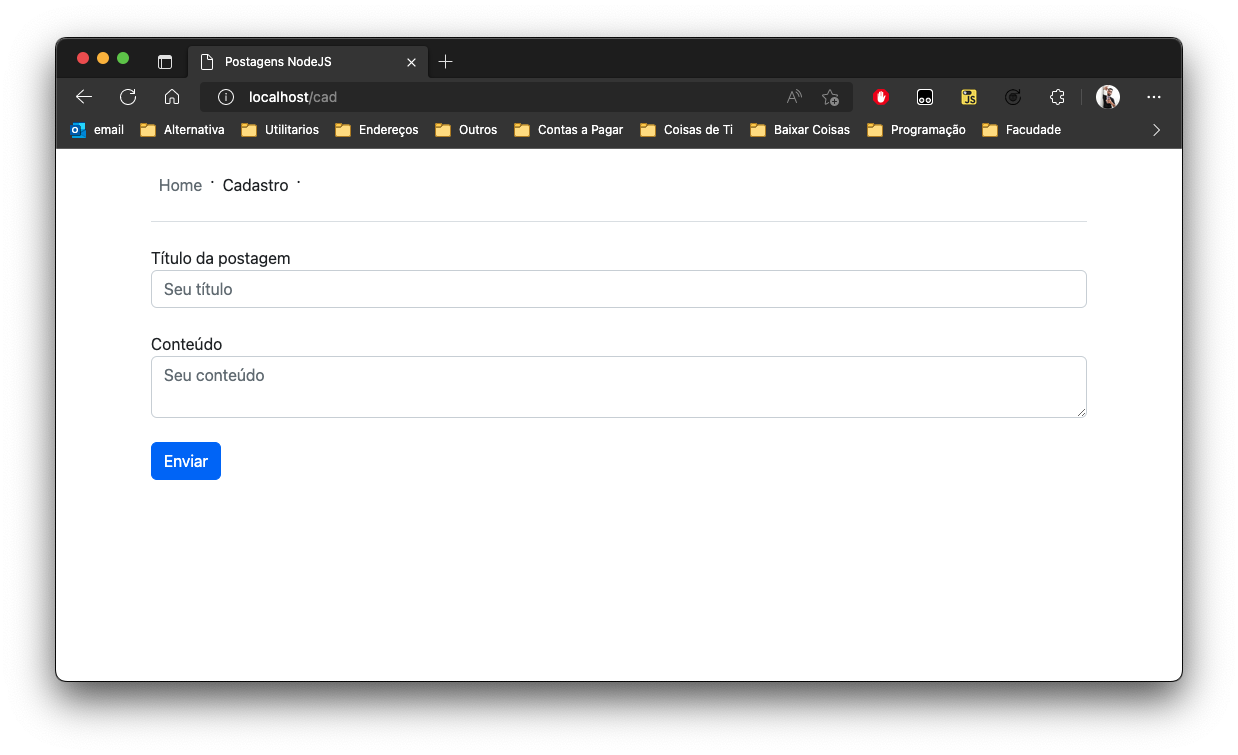 Postagens NodeJS
localhost/cad
email Alternativa Utilitarios Endereços Outros Contas a Pagar Coisas de Ti Baixar Coisas Programação Facudade
Home · Cadastro ·
Título da postagem
Seu título
Conteúdo
Seu conteúdo
Enviar